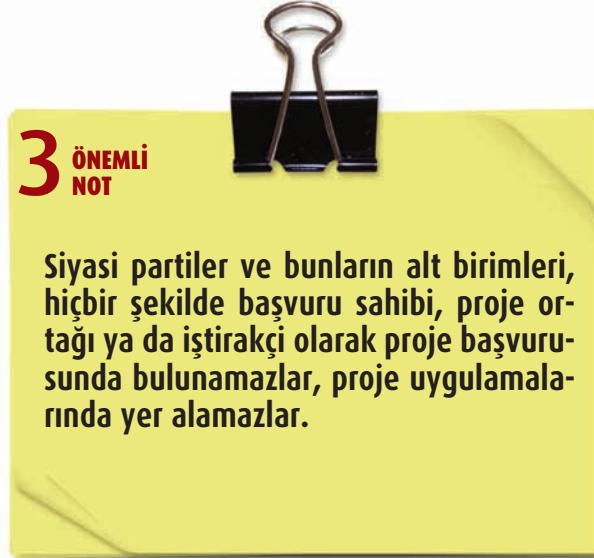 3 ÖNEMLİ
NOT
Siyasi partiler ve bunların alt birimleri,
hiçbir şekilde başvuru sahibi, proje or-
tağı ya da iştirakçi olarak proje başvuru-
sunda bulunamazlar, proje uygulamala-
rında yer alamazlar.